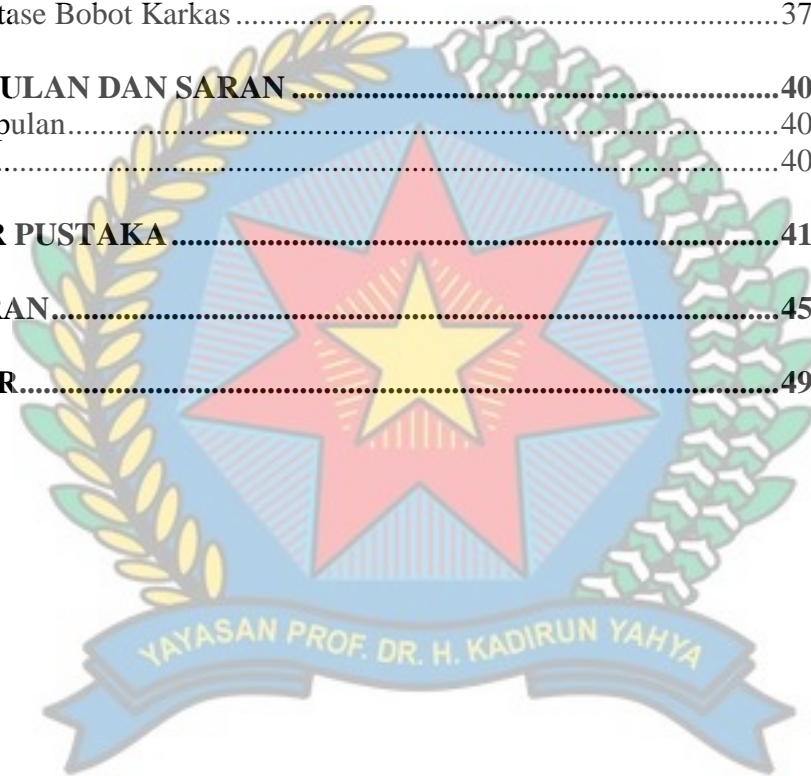 tase Bobot Karkas ........................................................................ 37
ULAN DAN SARAN ................................................................ 40
pulan ........................................................................................ 40
................................................................................................ 40
R PUSTAKA ............................................................................ 41
RAN .......................................................................................... 45
R ................................................................................................ 49
YAYASAN PROF. DR. H. KADIRUN YAHYA